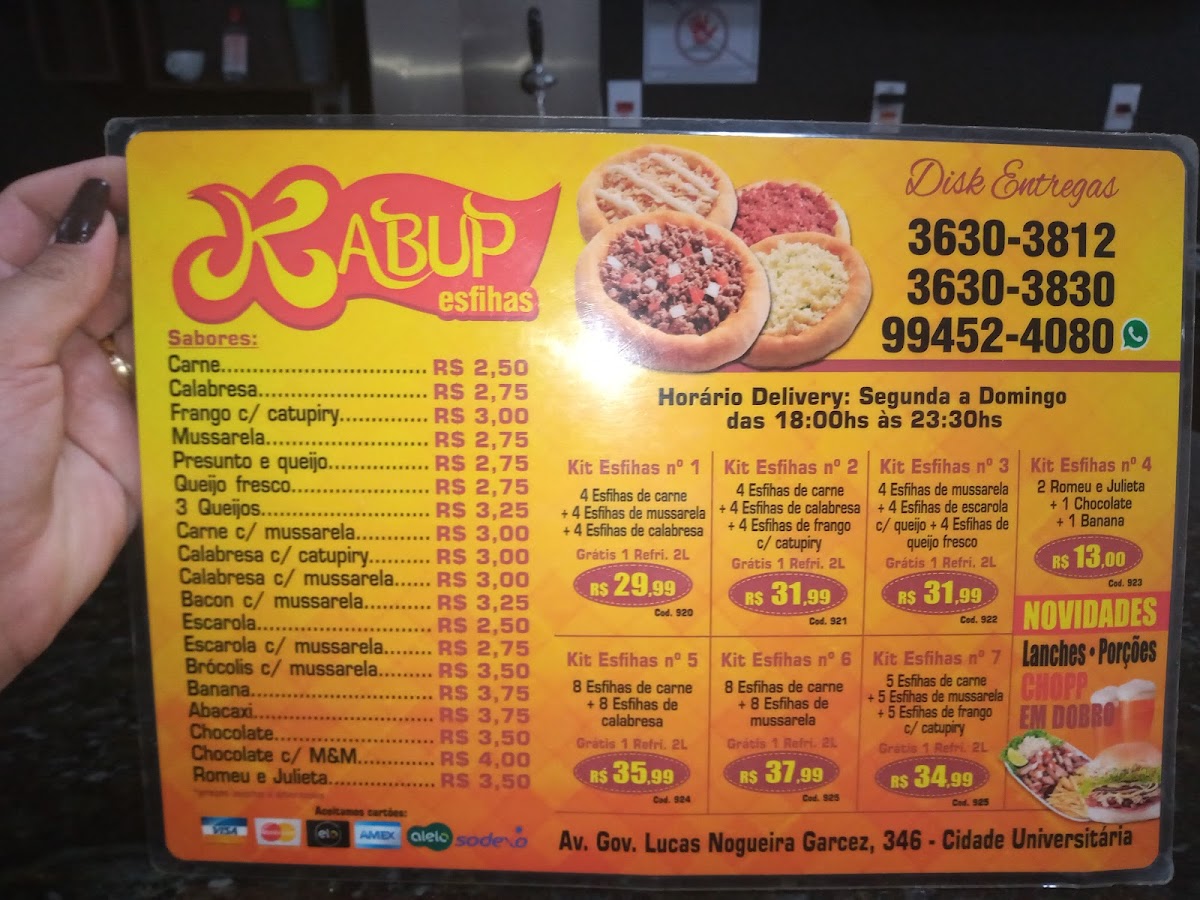 KABUP
esfihas
Disk Entregas
3630-3812
3630-3830
99452-4080
Horário Delivery: Segunda a Domingo
das 18:00hs às 23:30hs
Sabores:
Carne................................ R$ 2,50
Calabresa.......................... R$ 2,75
Frango c/ catupiry............. R$ 3,00
Mussarela......................... R$ 2,75
Presunto e queijo............... R$ 2,75
Queijo fresco..................... R$ 2,75
3 Queijos.......................... R$ 3,25
Carne c/ mussarela........... R$ 3,00
Calabresa c/ catupiry......... R$ 3,00
Calabresa c/ mussarela...... R$ 3,00
Bacon c/ mussarela........... R$ 3,25
Escarola........................... R$ 2,50
Escarola c/ mussarela........ R$ 2,75
Brócolis c/ mussarela........ R$ 3,50
Banana............................ R$ 3,75
Abacaxi............................ R$ 3,75
Chocolate......................... R$ 3,50
Chocolate c/ M&M............ R$ 4,00
Romeu e Julieta................ R$ 3,50
Aceitamos cartões:
VISA
MasterCard
elo
AMEX
alelo
sodexo
Kit Esfihas nº 1
4 Esfihas de carne
+ 4 Esfihas de mussarela
+ 4 Esfihas de calabresa
Grátis 1 Refri. 2L
R$ 29,99
Cod. 920
Kit Esfihas nº 2
4 Esfihas de carne
+ 4 Esfihas de calabresa
+ 4 Esfihas de frango
c/ catupiry
Grátis 1 Refri. 2L
R$ 31,99
Cod. 921
Kit Esfihas nº 3
4 Esfihas de mussarela
+ 4 Esfihas de escarola
c/ queijo + 4 Esfihas de
queijo fresco
Grátis 1 Refri. 2L
R$ 31,99
Cod. 922
Kit Esfihas nº 4
2 Romeu e Julieta
+ 1 Chocolate
+ 1 Banana
R$ 13,00
Cod. 923
Kit Esfihas nº 5
8 Esfihas de carne
+ 8 Esfihas de
calabresa
Grátis 1 Refri. 2L
R$ 35,99
Cod. 924
Kit Esfihas nº 6
8 Esfihas de carne
+ 8 Esfihas de
mussarela
Grátis 1 Refri. 2L
R$ 37,99
Cod. 925
Kit Esfihas nº 7
5 Esfihas de carne
+ 5 Esfihas de mussarela
+ 5 Esfihas de frango
c/ catupiry
Grátis 1 Refri. 2L
R$ 34,99
Cod. 925
NOVIDADES
Lanches • Porções
CHOPP
EM DOBRO
Av. Gov. Lucas Nogueira Garcez, 346 - Cidade Universitária